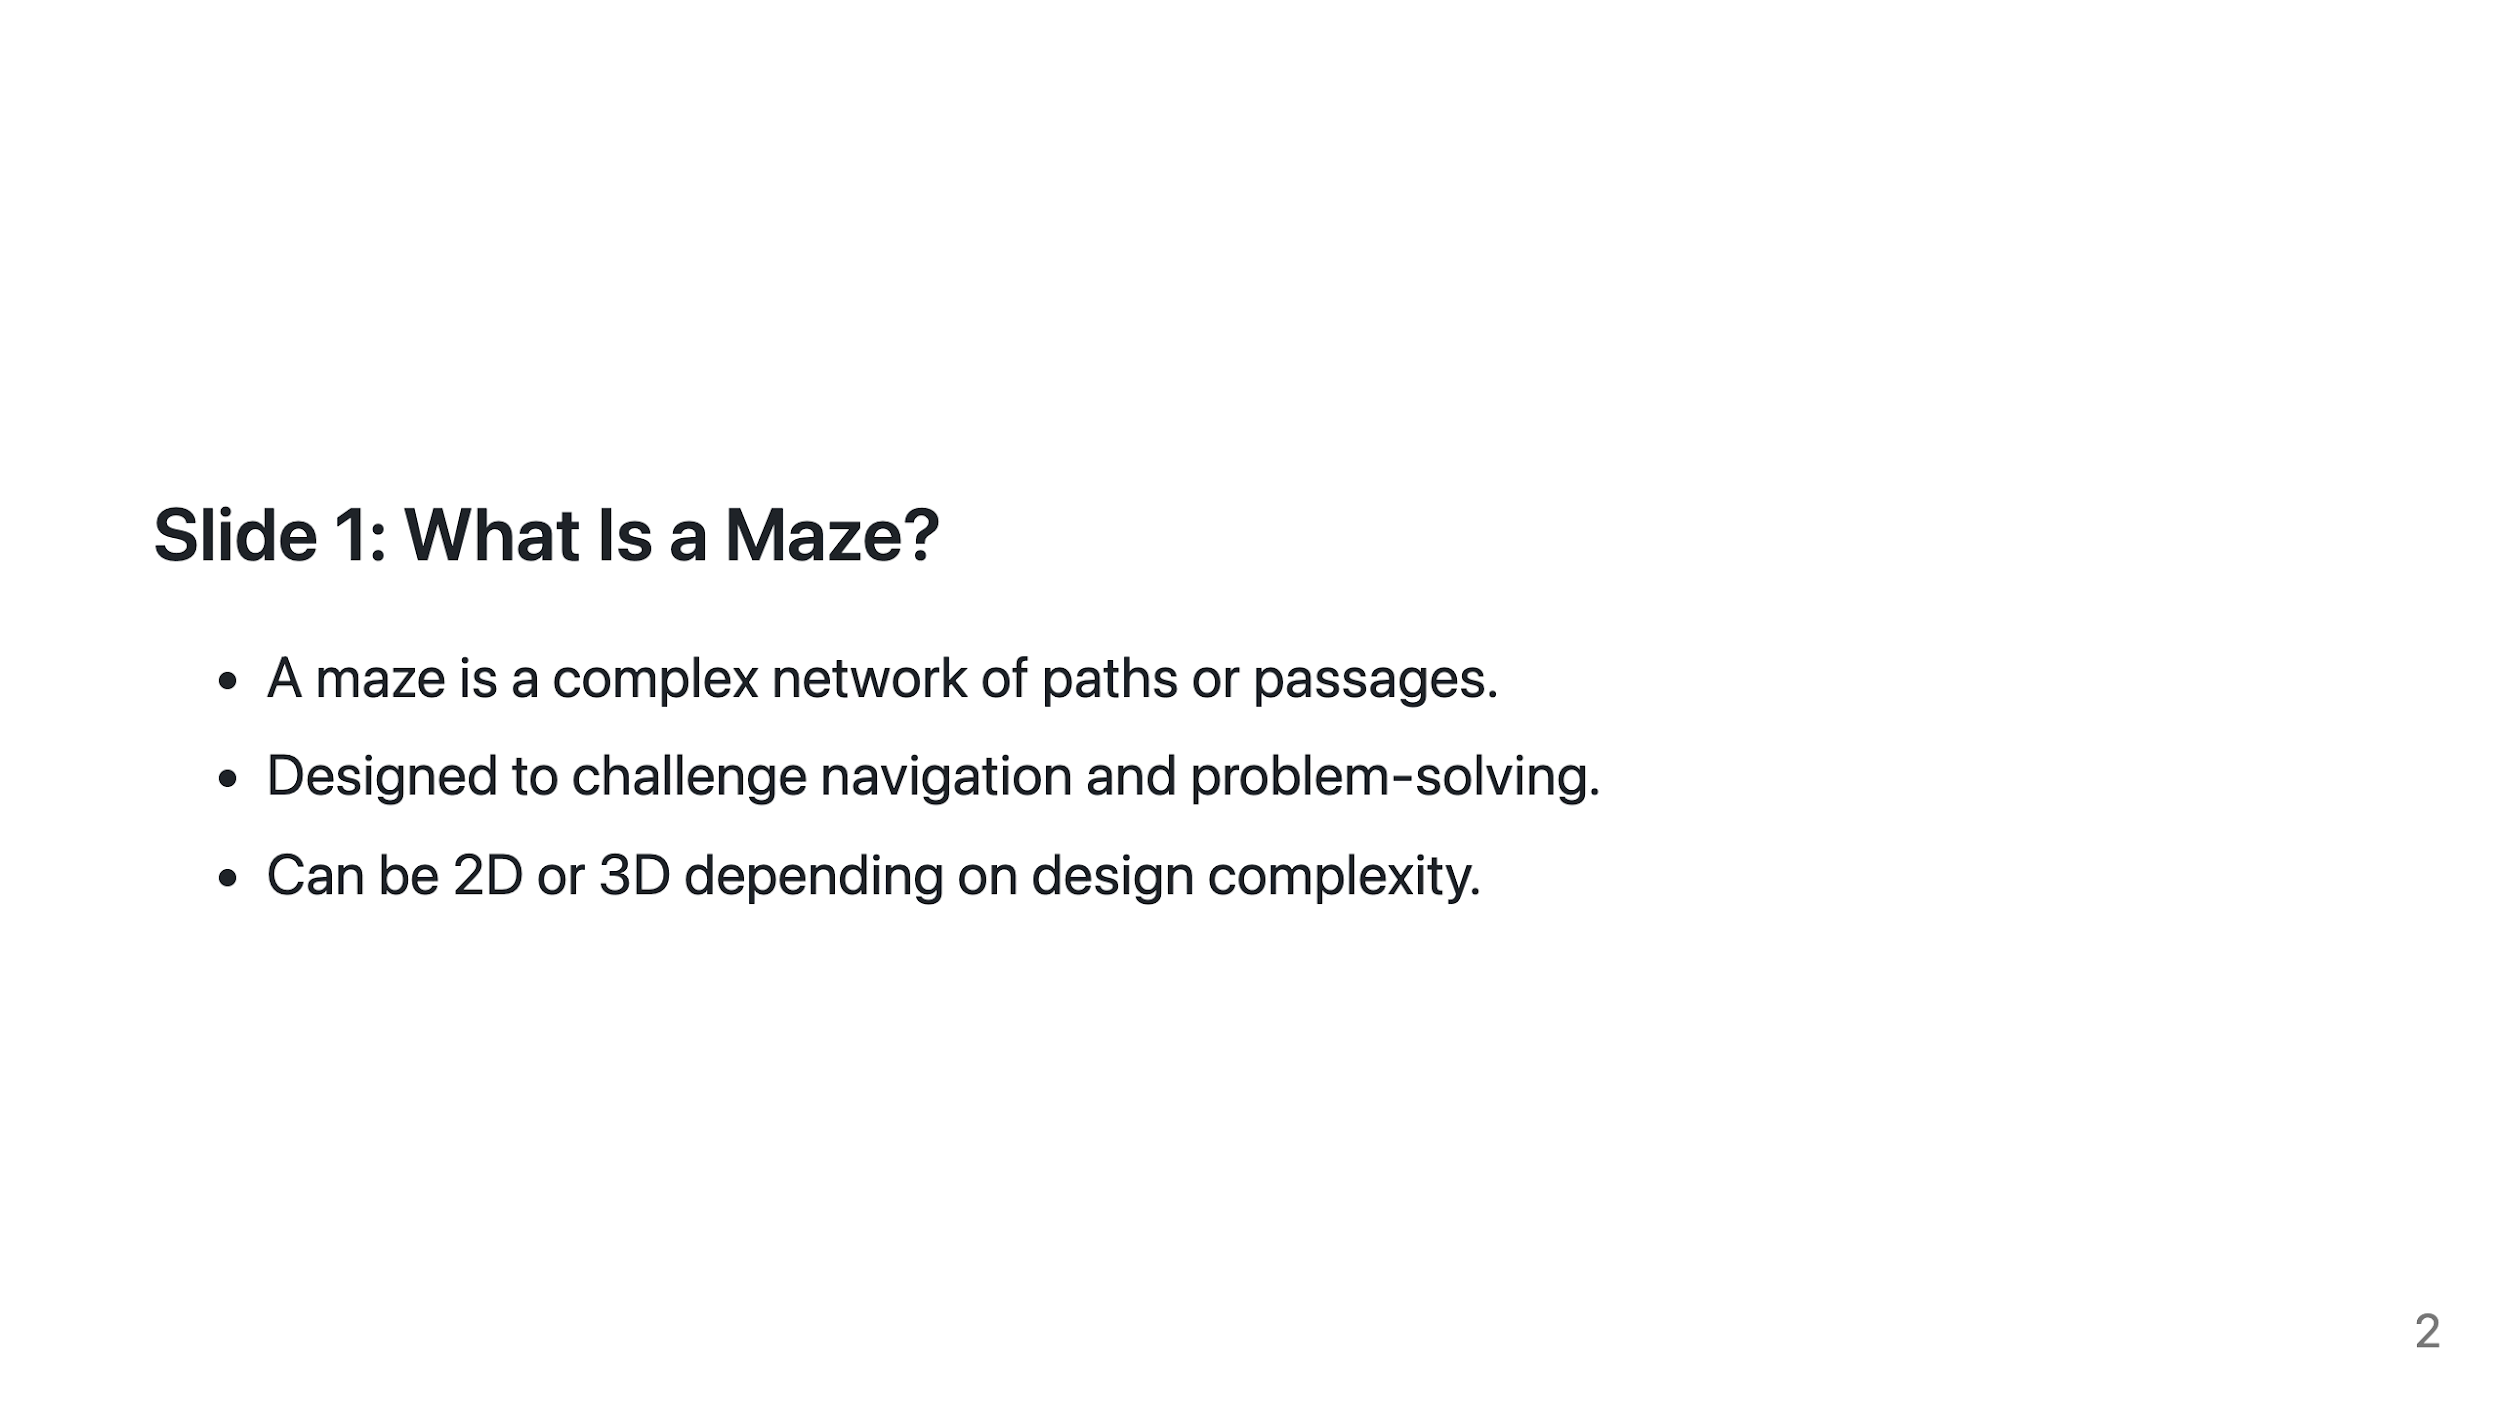 Slide 1: What Is a Maze?
• A maze is a complex network of paths or passages.
• Designed to challenge navigation and problem-solving.
• Can be 2D or 3D depending on design complexity.
2